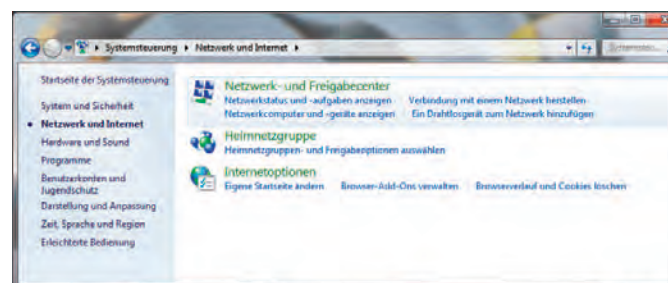 Systemsteuerung ▸ Netzwerk und Internet ▸
Startseite der Systemsteuerung
System und Sicherheit
Netzwerk und Internet
Hardware und Sound
Programme
Benutzerkonten und
Jugendschutz
Darstellung und Anpassung
Zeit, Sprache und Region
Erleichterte Bedienung
Netzwerk- und Freigabecenter
Netzwerkstatus und -aufgaben anzeigen Verbindung mit einem Netzwerk herstellen
Netzwerkcomputer und -geräte anzeigen Ein Drahtlosgerät zum Netzwerk hinzufügen
Heimnetzgruppe
Heimnetzgruppen- und Freigabeoptionen auswählen
Internetoptionen
Eigene Startseite ändern Browser-Add-Ons verwalten Browserverlauf und Cookies löschen